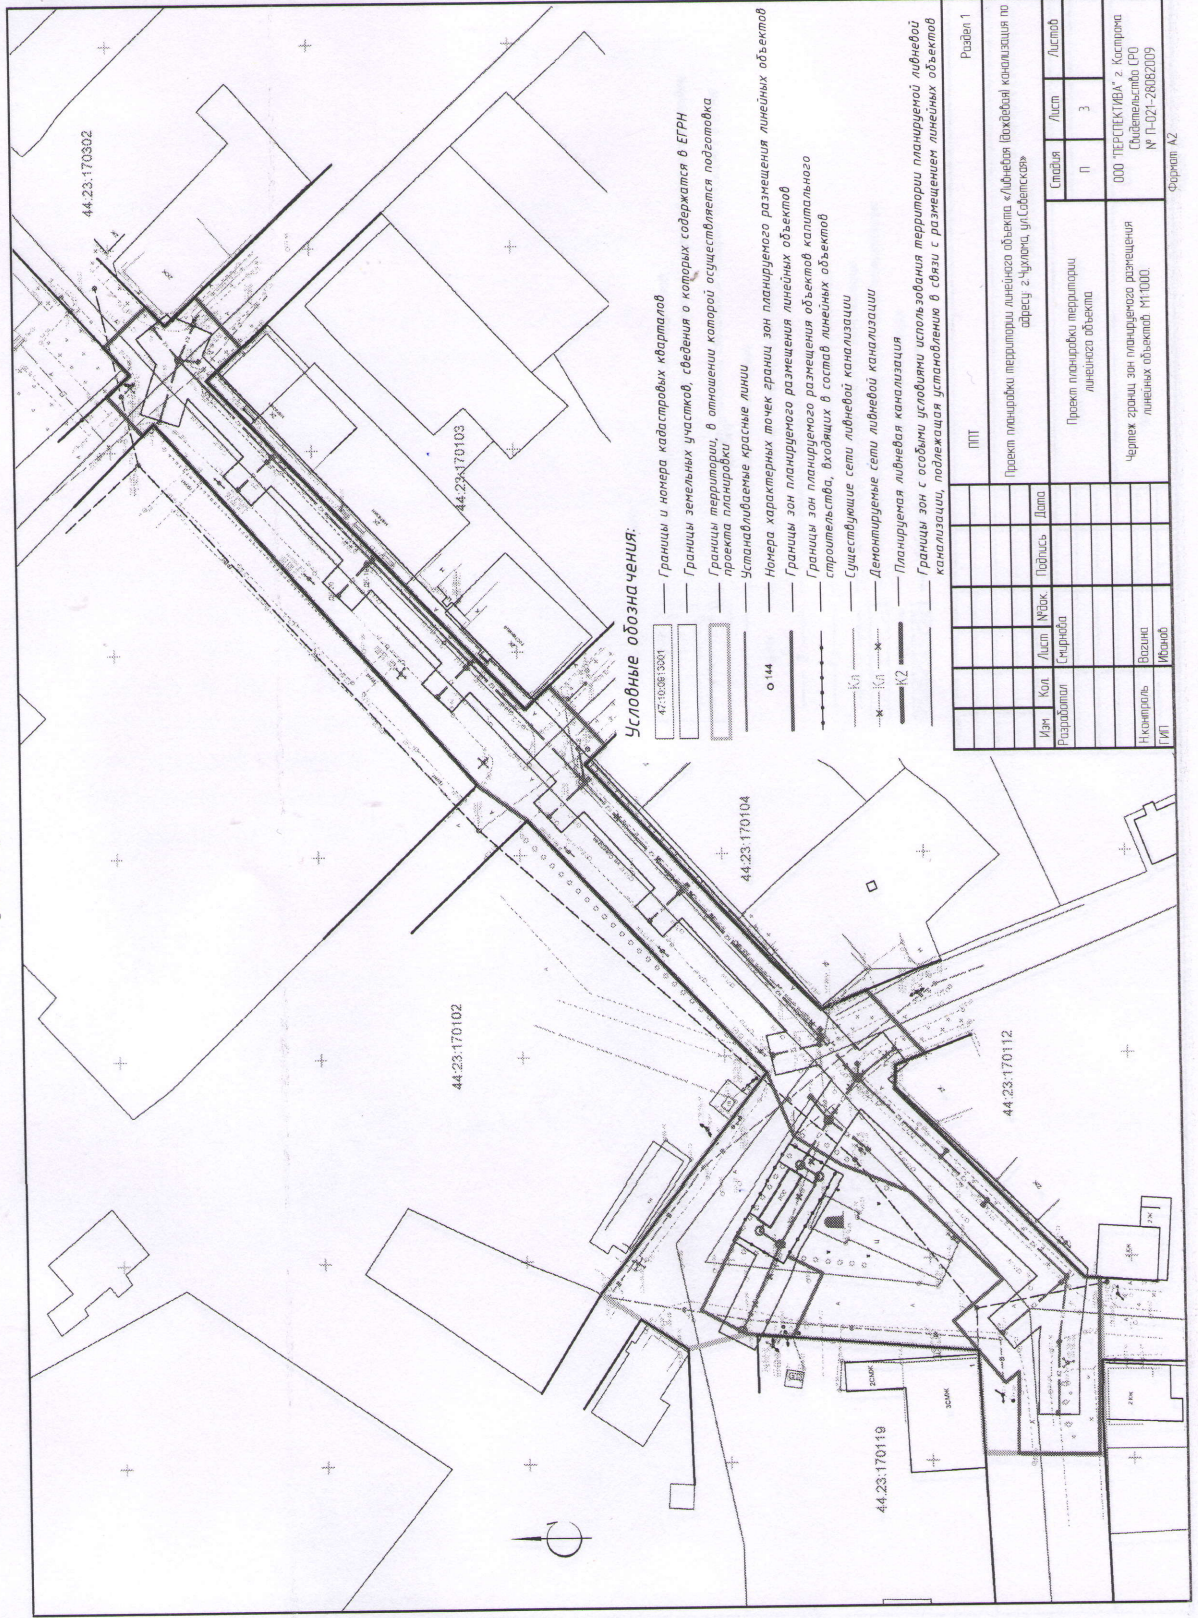 44:23:170302
44:23:170103
44:23:170102
44:23:170104
44:23:170112
44:23:170119
2СМЖ
3СМЖ
2КЖ
С
Условные обозначения:
47:10:0613001
Границы и номера кадастровых кварталов
Границы земельных участков, сведения о которых содержатся в ЕГРН
Границы территории, в отношении которой осуществляется подготовка
проекта планировки
Устанавливаемые красные линии
144
Номера характерных точек границ зон планируемого размещения линейных объектов
Границы зон планируемого размещения линейных объектов
Границы зон планируемого размещения объектов капитального
строительства, входящих в состав линейных объектов
Кл
Существующие сети ливневой канализации
Кл
Демонтируемые сети ливневой канализации
К2
Планируемая ливневая канализация
Границы зон с особыми условиями использования территории планируемой ливневой
канализации, подлежащая установлению в связи с размещением линейных объектов
ППТ
Раздел 1
Проект планировки территории линейного объекта «Ливневая (дождевая) канализация по
адресу: г.Чухлома, ул.Советская»
Изм Кол. Лист №док. Подпись Дата
Разработал Смирнова
Н.контроль Вагина
ГИП Иванов
Проект планировки территории
линейного объекта
Стадия Лист Листов
П 3
Чертеж границ зон планируемого размещения
линейных объектов М1:1000.
ООО "ПЕРСПЕКТИВА" г. Кострома
Свидетельство СРО
№ П-021-28082009
Формат А2